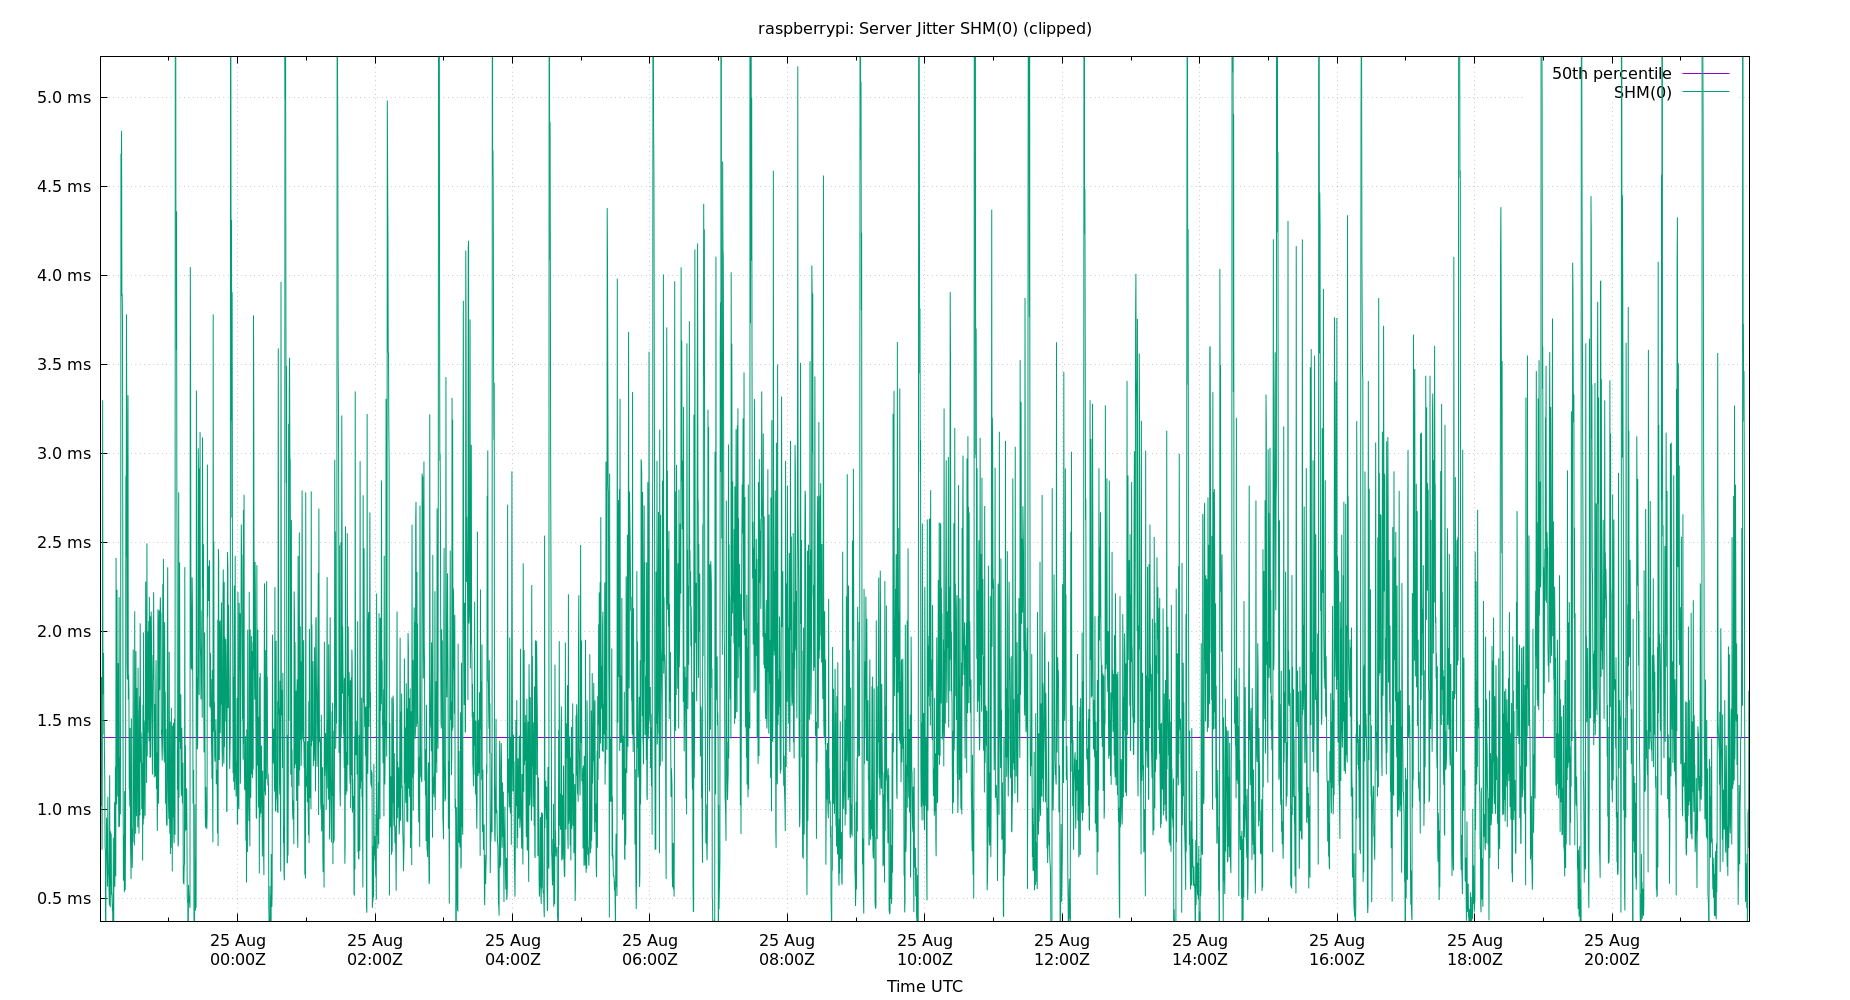 raspberrypi: Server Jitter SHM(0) (clipped)
50th percentile
SHM(0)
5.0 ms
4.5 ms
4.0 ms
3.5 ms
3.0 ms
2.5 ms
2.0 ms
1.5 ms
1.0 ms
0.5 ms
25 Aug 25 Aug 25 Aug 25 Aug 25 Aug 25 Aug 25 Aug 25 Aug 25 Aug 25 Aug 25 Aug
00:00Z 02:00Z 04:00Z 06:00Z 08:00Z 10:00Z 12:00Z 14:00Z 16:00Z 18:00Z 20:00Z
Time UTC